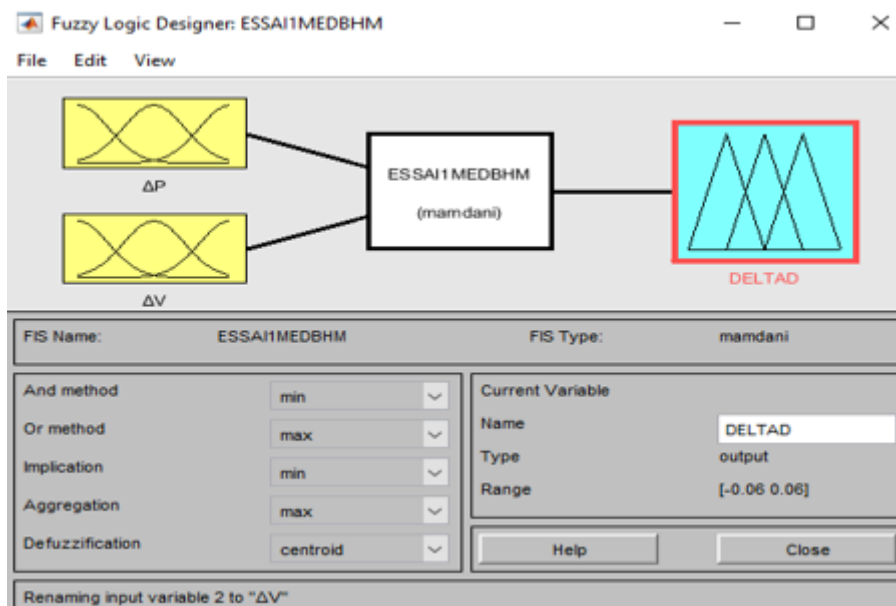 Fuzzy Logic Designer: ESSAI1MEDBHM
File Edit View
ΔP
ΔV
ESSAI1MEDBHM
(mamdani)
DELTAD
FIS Name: ESSAI1MEDBHM FIS Type: mamdani
And method min
Or method max
Implication min
Aggregation max
Defuzzification centroid
Current Variable
Name DELTAD
Type output
Range [-0.06 0.06]
Help Close
Renaming input variable 2 to "ΔV"